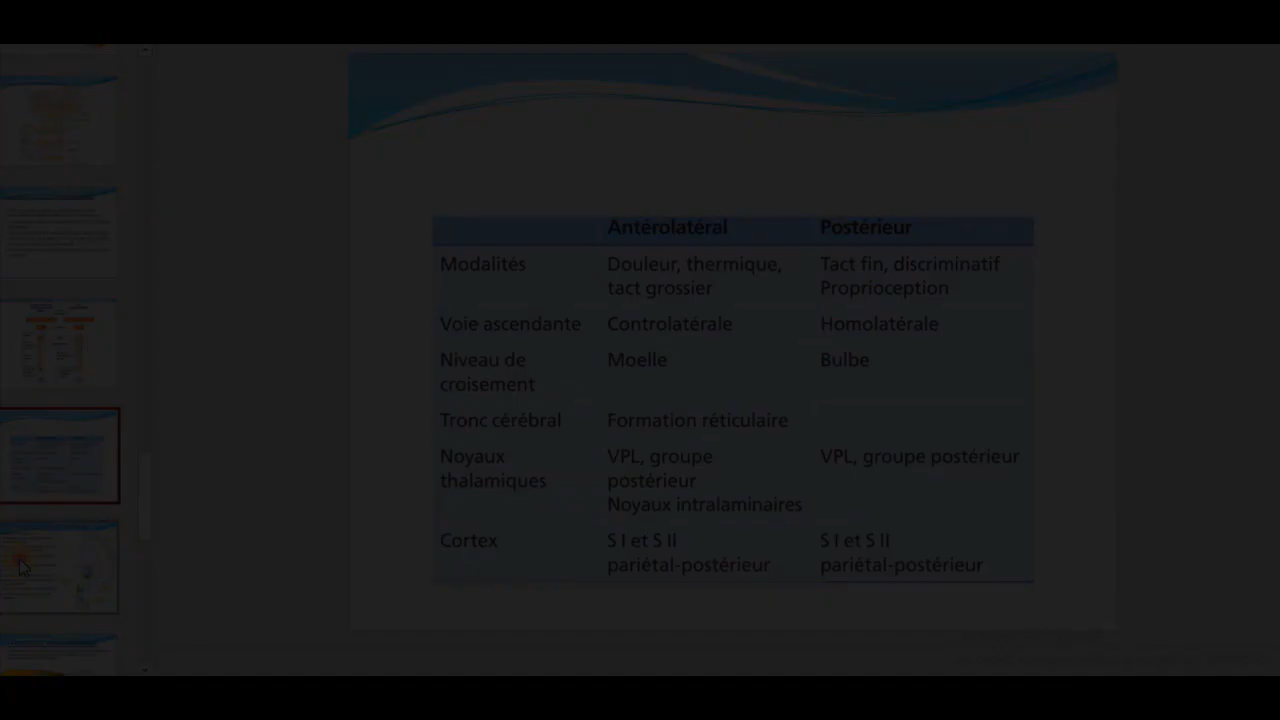 Antérolatéral Postérieur
Modalités Douleur, thermique, Tact fin, discriminatif
tact grossier Proprioception
Voie ascendante Controlatérale Homolatérale
Niveau de Moelle Bulbe
croisement
Tronc cérébral Formation réticulaire
Noyaux VPL, groupe VPL, groupe postérieur
thalamiques postérieur
Noyaux intralaminaires
Cortex S I et S II S I et S II
pariétal-postérieur pariétal-postérieur